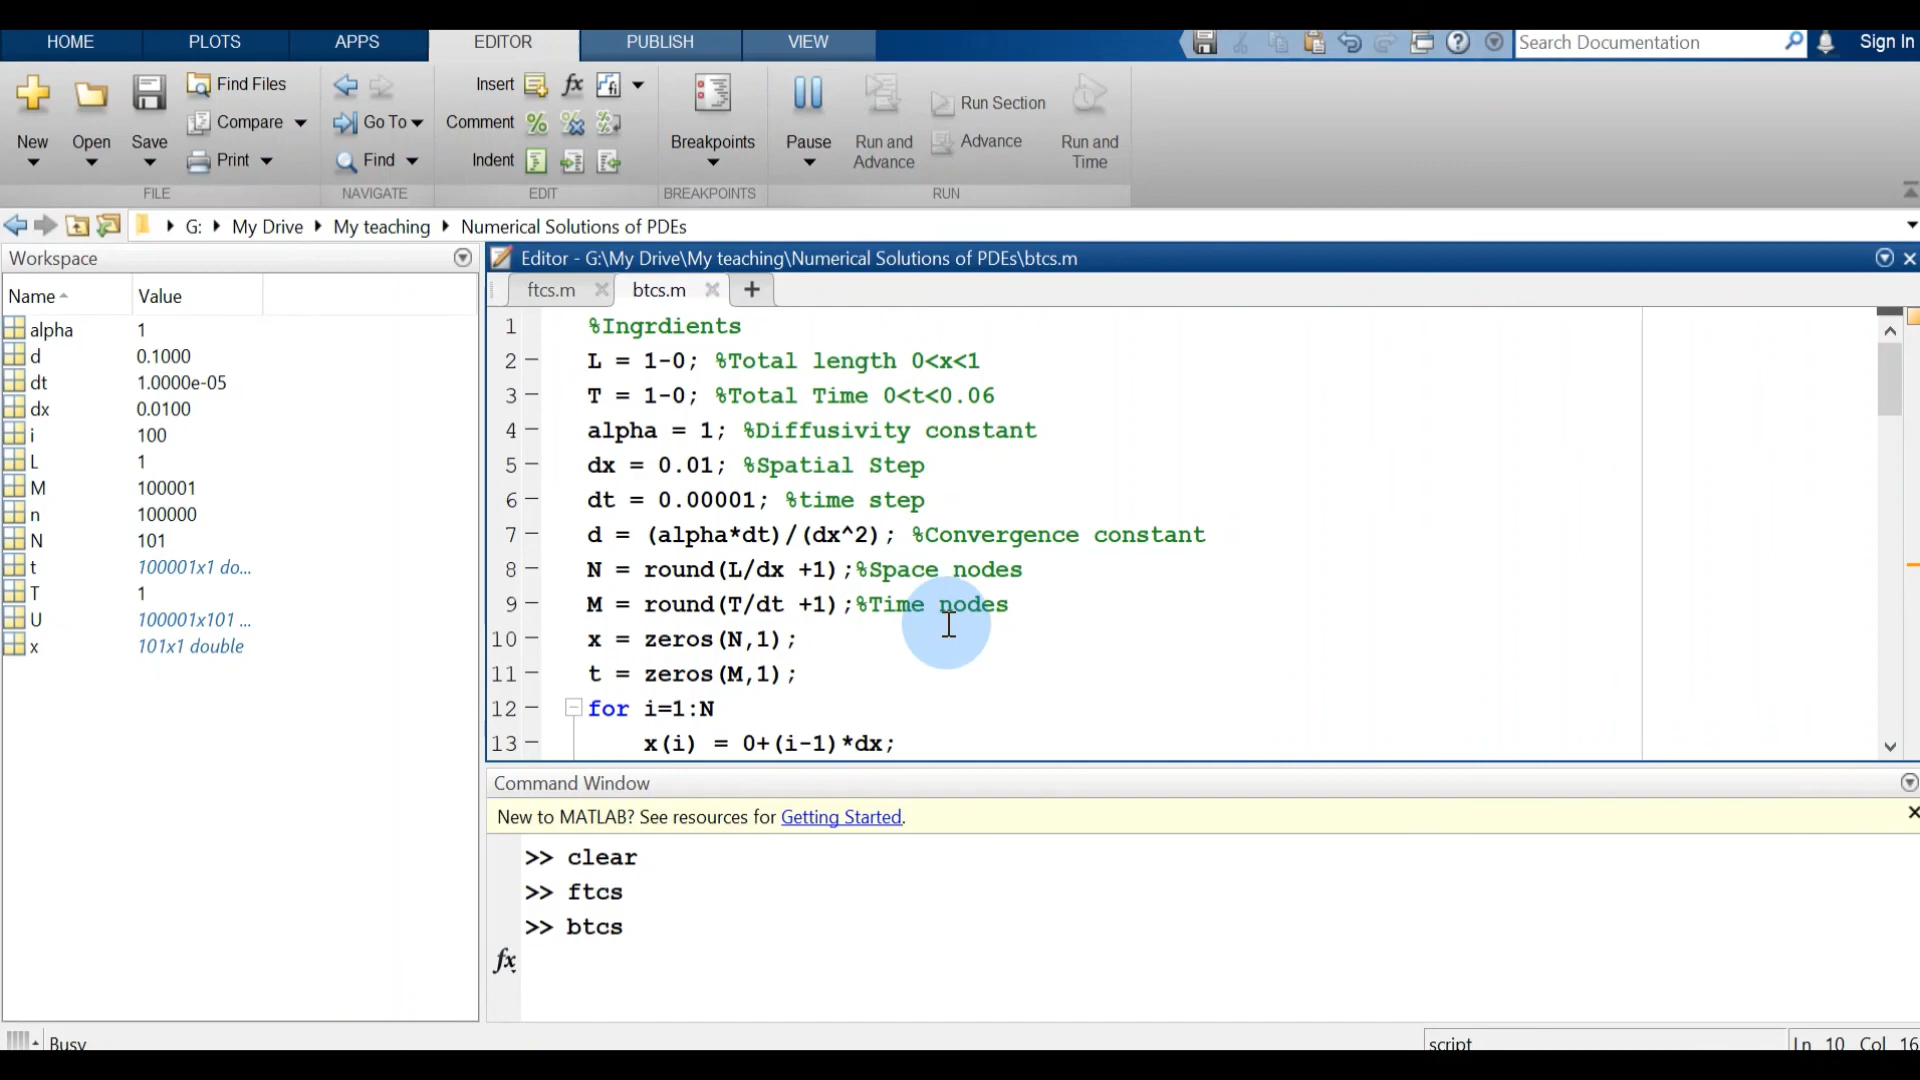 HOME PLOTS APPS EDITOR PUBLISH VIEW Search Documentation Sign In
New Open Save Find Files Compare Print Go To Find Insert fx Comment Indent Breakpoints Pause Run and Advance Run Section Advance Run and Time
FILE NAVIGATE EDIT BREAKPOINTS RUN
G: My Drive My teaching Numerical Solutions of PDEs
Workspace
Name Value
alpha 1
d 0.1000
dt 1.0000e-05
dx 0.0100
i 100
L 1
M 100001
n 100000
N 101
t 100001x1 do...
T 1
U 100001x101 ...
x 101x1 double
Editor - G:\My Drive\My teaching\Numerical Solutions of PDEs\btcs.m
ftcs.m btcs.m
1 %Ingrdients
2 L = 1-0; %Total length 0<x<1
3 T = 1-0; %Total Time 0<t<0.06
4 alpha = 1; %Diffusivity constant
5 dx = 0.01; %Spatial Step
6 dt = 0.00001; %time step
7 d = (alpha*dt)/(dx^2); %Convergence constant
8 N = round(L/dx +1);%Space nodes
9 M = round(T/dt +1);%Time nodes
10 x = zeros(N,1);
11 t = zeros(M,1);
12 for i=1:N
13 x(i) = 0+(i-1)*dx;
Command Window
New to MATLAB? See resources for Getting Started.
>> clear
>> ftcs
>> btcs
fx
Busy script Ln 10 Col 16